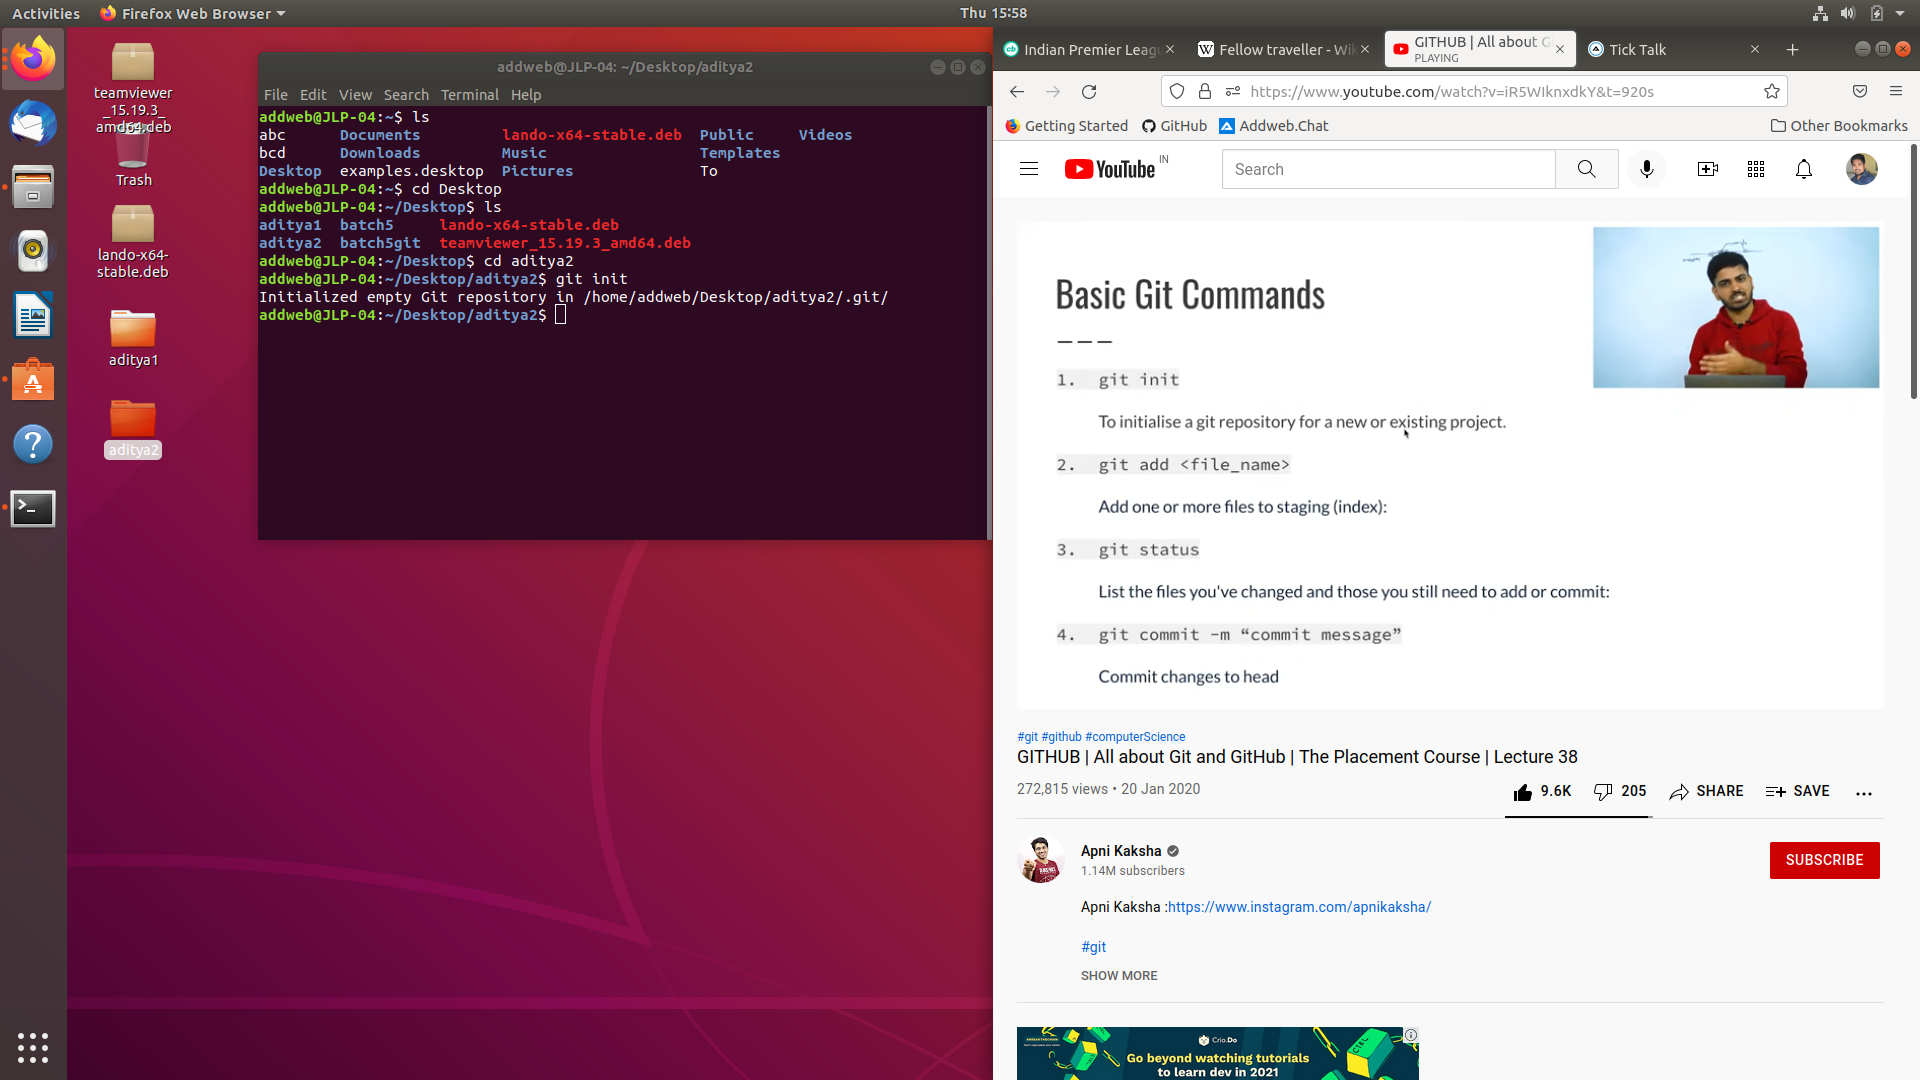 Activities
Firefox Web Browser
Thu 15:58
teamviewer
_15.19.3_
amd64.deb
Trash
lando-x64-
stable.deb
aditya1
aditya2
addweb@JLP-04: ~/Desktop/aditya2
File Edit View Search Terminal Help
addweb@JLP-04:~$ ls
abc Documents lando-x64-stable.deb Public Videos
bcd Downloads Music Templates
Desktop examples.desktop Pictures To
addweb@JLP-04:~$ cd Desktop
addweb@JLP-04:~/Desktop$ ls
aditya1 batch5 lando-x64-stable.deb
aditya2 batch5git teamviewer_15.19.3_amd64.deb
addweb@JLP-04:~/Desktop$ cd aditya2
addweb@JLP-04:~/Desktop/aditya2$ git init
Initialized empty Git repository in /home/addweb/Desktop/aditya2/.git/
addweb@JLP-04:~/Desktop/aditya2$
Indian Premier Leagu
Fellow traveller - Wik
GITHUB | All about G
PLAYING
Tick Talk
https://www.youtube.com/watch?v=iR5WIknxdkY&t=920s
Getting Started GitHub Addweb.Chat Other Bookmarks
YouTube IN
Search
Basic Git Commands
1. git init
To initialise a git repository for a new or existing project.
2. git add <file_name>
Add one or more files to staging (index):
3. git status
List the files you've changed and those you still need to add or commit:
4. git commit -m “commit message”
Commit changes to head
#git #github #computerScience
GITHUB | All about Git and GitHub | The Placement Course | Lecture 38
272,815 views • 20 Jan 2020
9.6K 205 SHARE SAVE
Apni Kaksha
1.14M subscribers
SUBSCRIBE
Apni Kaksha :https://www.instagram.com/apnikaksha/
#git
SHOW MORE
Crio.Do
Go beyond watching tutorials
to learn dev in 2021
CTRL